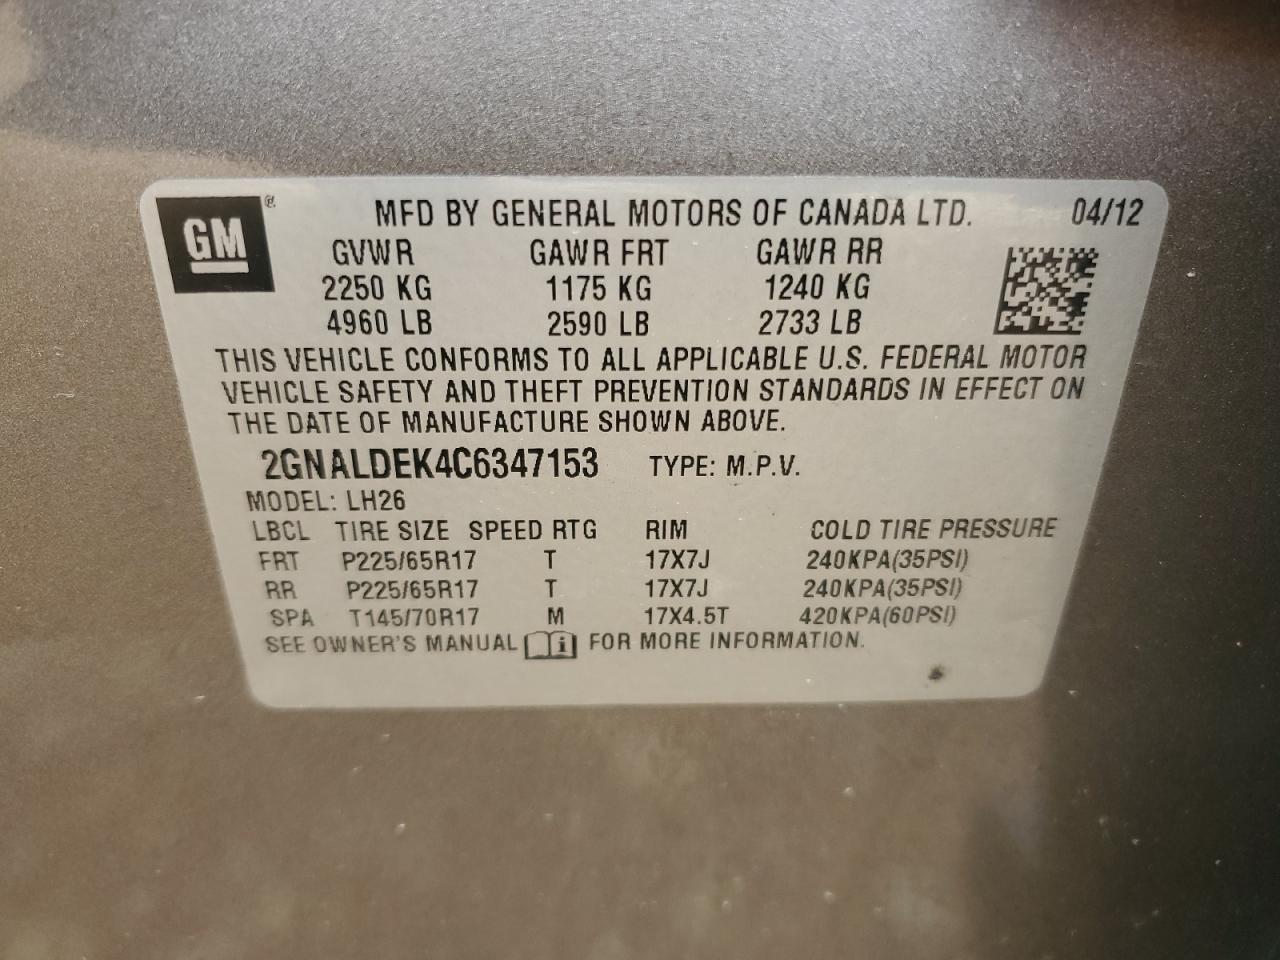 GM® MFD BY GENERAL MOTORS OF CANADA LTD. 04/12
GVWR GAWR FRT GAWR RR
2250 KG 1175 KG 1240 KG
4960 LB 2590 LB 2733 LB
THIS VEHICLE CONFORMS TO ALL APPLICABLE U.S. FEDERAL MOTOR
VEHICLE SAFETY AND THEFT PREVENTION STANDARDS IN EFFECT ON
THE DATE OF MANUFACTURE SHOWN ABOVE.
2GNALDEK4C6347153 TYPE: M.P.V.
MODEL: LH26
LBCL TIRE SIZE SPEED RTG RIM COLD TIRE PRESSURE
FRT P225/65R17 T 17X7J 240KPA(35PSI)
RR P225/65R17 T 17X7J 240KPA(35PSI)
SPA T145/70R17 M 17X4.5T 420KPA(60PSI)
SEE OWNER'S MANUAL i FOR MORE INFORMATION.